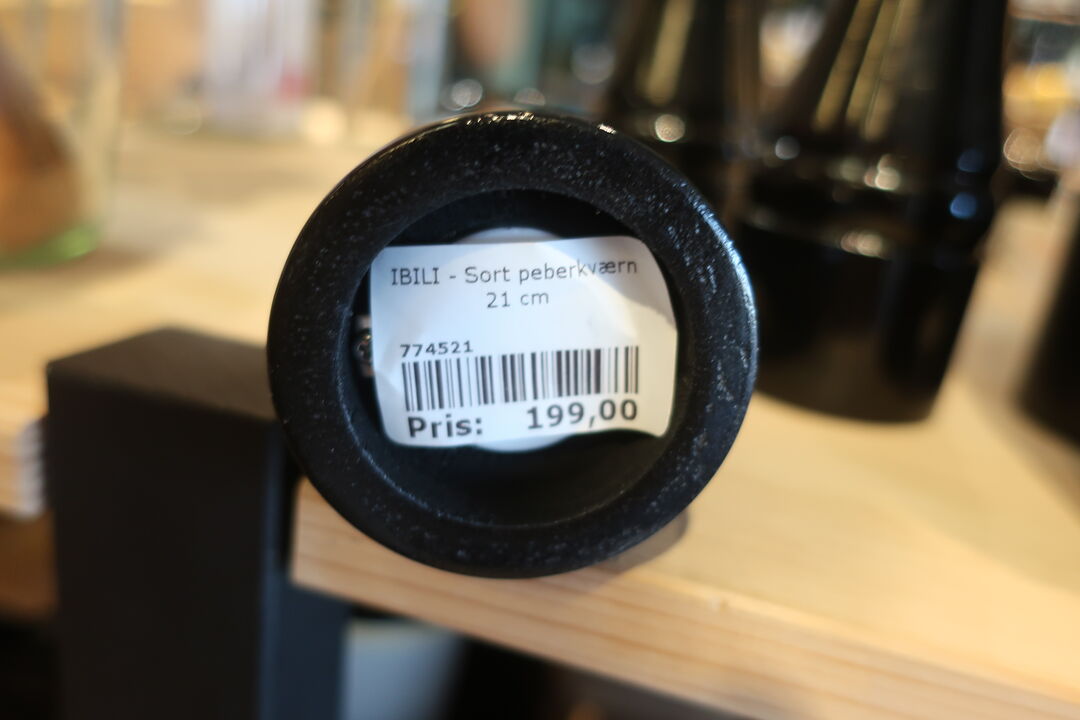 IBILI - Sort peberkværn
21 cm
774521
Pris: 199,00